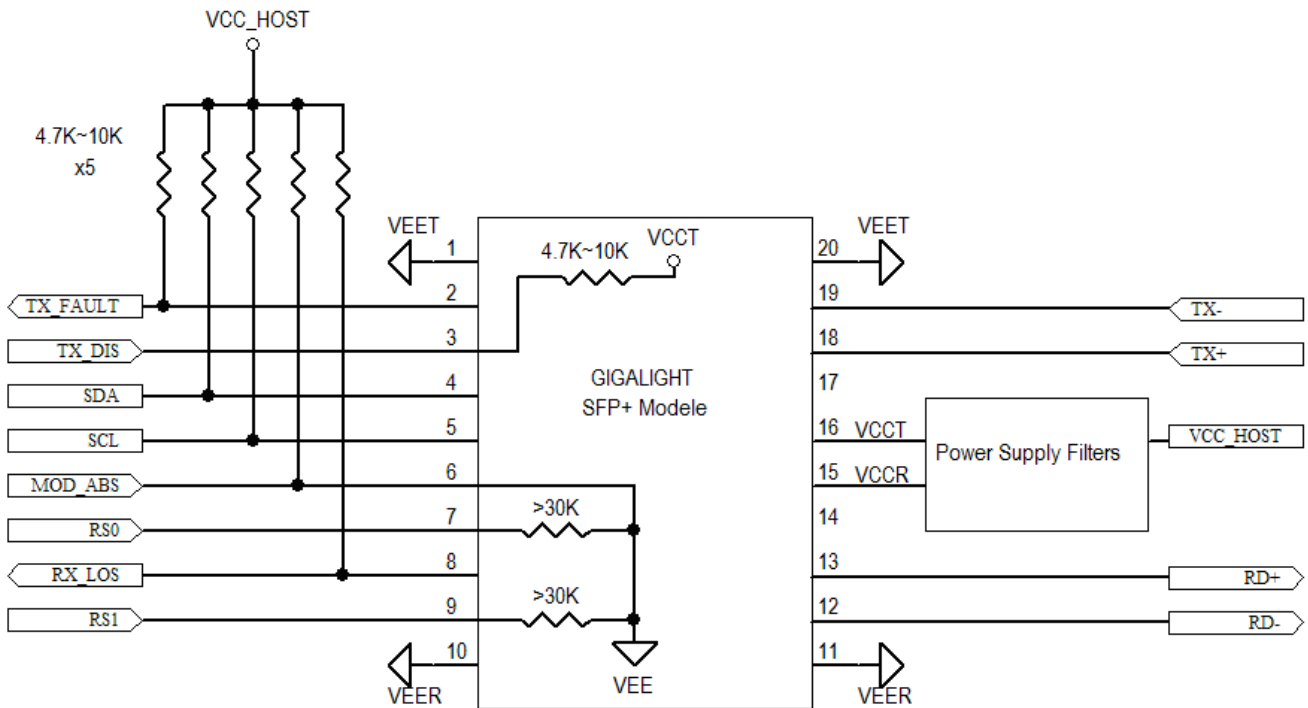 VCC_HOST
4.7K~10K
x5
VEET
1
2
3
4
5
6
7
8
9
10
VEER
TX_FAULT
TX_DIS
SDA
SCL
MOD_ABS
RS0
RX_LOS
RS1
4.7K~10K
VCCT
GIGALIGHT
SFP+ Modele
>30K
>30K
VEE
VEET
20
19
18
17
16
VCCT
15
VCCR
14
13
12
11
VEER
Power Supply Filters
TX-
TX+
VCC_HOST
RD+
RD-